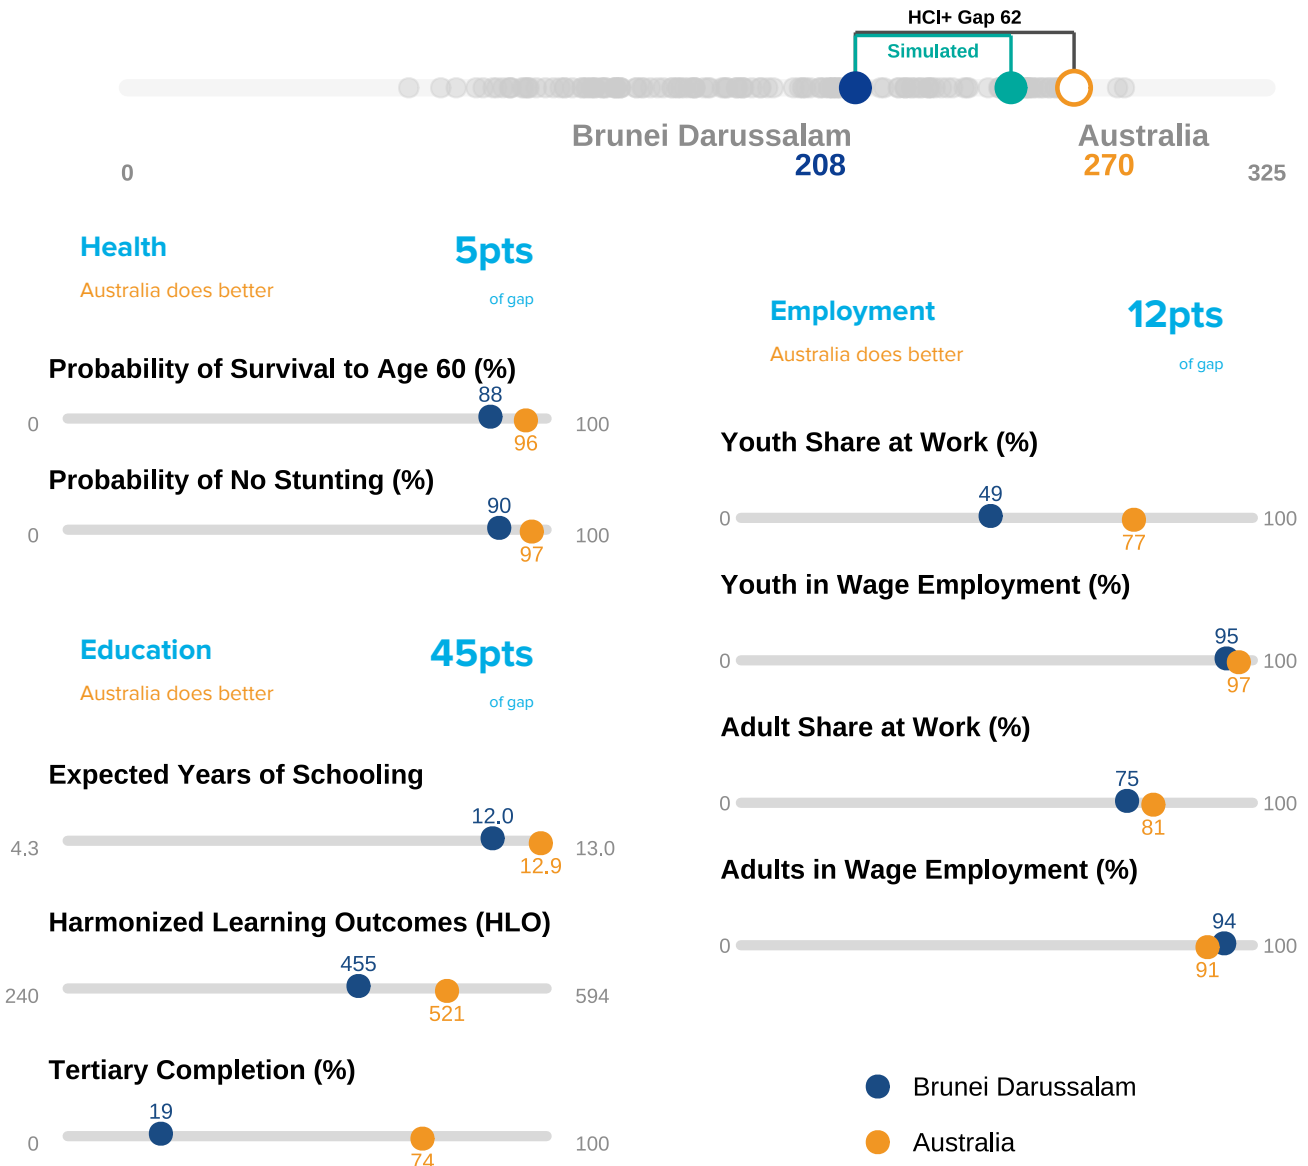 HCI+ Gap 62
Simulated
Brunei Darussalam
208
Australia
270
0
325
Health
5pts
Australia does better
of gap
Probability of Survival to Age 60 (%)
88
0
100
96
Probability of No Stunting (%)
90
0
100
97
Education
45pts
Australia does better
of gap
Expected Years of Schooling
12.0
4.3
13.0
12.9
Harmonized Learning Outcomes (HLO)
455
240
594
521
Tertiary Completion (%)
19
0
100
74
Employment
12pts
Australia does better
of gap
Youth Share at Work (%)
49
0
100
77
Youth in Wage Employment (%)
95
0
100
97
Adult Share at Work (%)
75
0
100
81
Adults in Wage Employment (%)
94
0
100
91
Brunei Darussalam
Australia